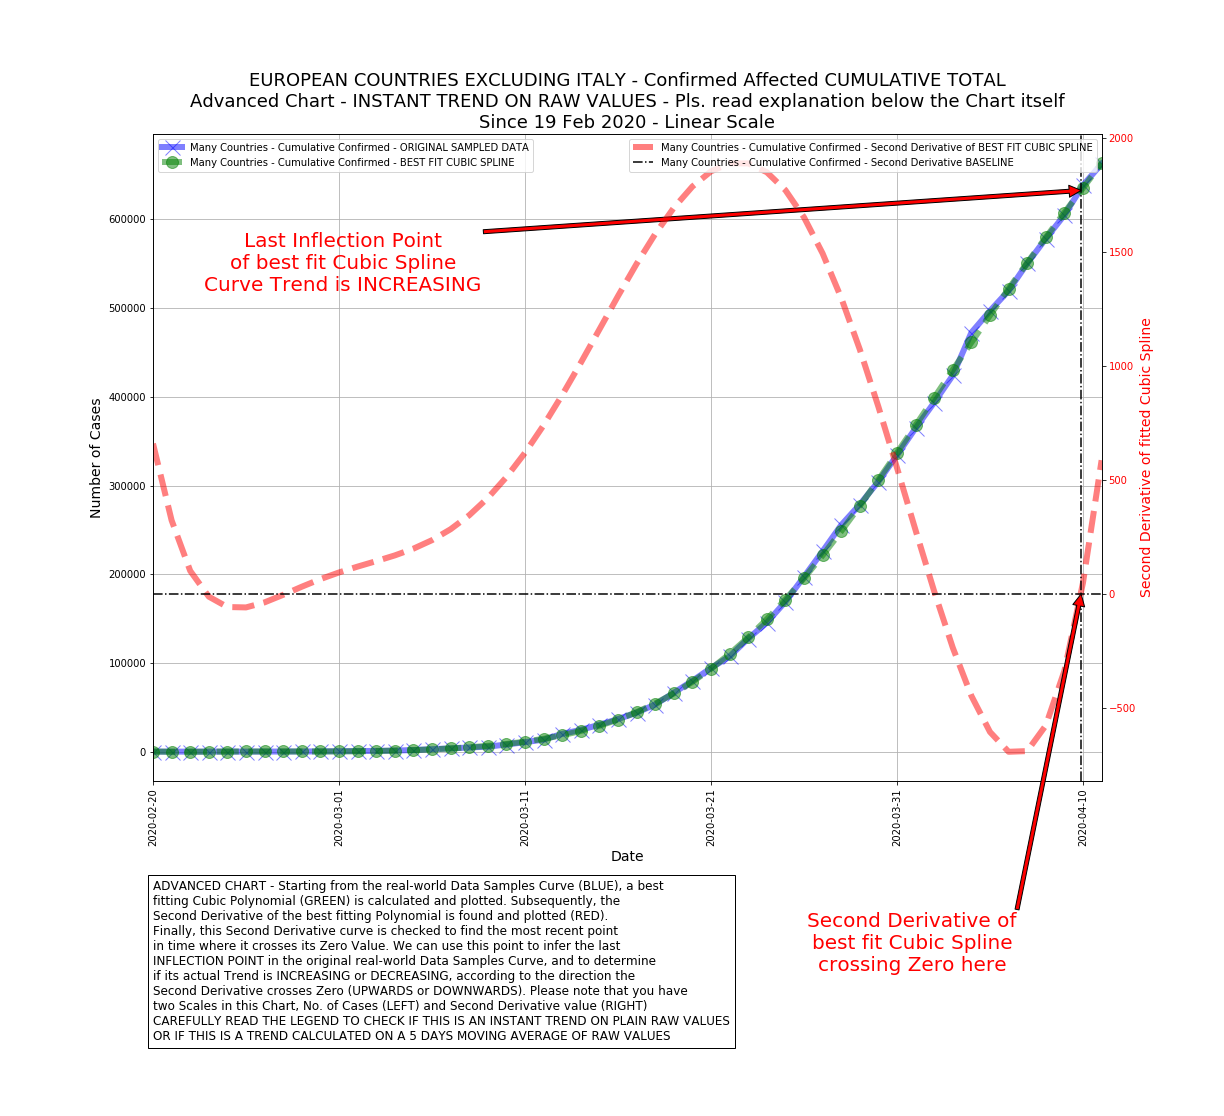 EUROPEAN COUNTRIES EXCLUDING ITALY - Confirmed Affected CUMULATIVE TOTAL
Advanced Chart - INSTANT TREND ON RAW VALUES - Pls. read explanation below the Chart itself
Since 19 Feb 2020 - Linear Scale
Many Countries - Cumulative Confirmed - ORIGINAL SAMPLED DATA
Many Countries - Cumulative Confirmed - BEST FIT CUBIC SPLINE
Many Countries - Cumulative Confirmed - Second Derivative of BEST FIT CUBIC SPLINE
Many Countries - Cumulative Confirmed - Second Derivative BASELINE
Last Inflection Point
of best fit Cubic Spline
Curve Trend is INCREASING
Number of Cases
600000
500000
400000
300000
200000
100000
0
2000
1500
1000
500
0
−500
Second Derivative of fitted Cubic Spline
2020-02-20
2020-03-01
2020-03-11
2020-03-21
2020-03-31
2020-04-10
Date
ADVANCED CHART - Starting from the real-world Data Samples Curve (BLUE), a best
fitting Cubic Polynomial (GREEN) is calculated and plotted. Subsequently, the
Second Derivative of the best fitting Polynomial is found and plotted (RED).
Finally, this Second Derivative curve is checked to find the most recent point
in time where it crosses its Zero Value. We can use this point to infer the last
INFLECTION POINT in the original real-world Data Samples Curve, and to determine
if its actual Trend is INCREASING or DECREASING, according to the direction the
Second Derivative crosses Zero (UPWARDS or DOWNWARDS). Please note that you have
two Scales in this Chart, No. of Cases (LEFT) and Second Derivative value (RIGHT)
CAREFULLY READ THE LEGEND TO CHECK IF THIS IS AN INSTANT TREND ON PLAIN RAW VALUES
OR IF THIS IS A TREND CALCULATED ON A 5 DAYS MOVING AVERAGE OF RAW VALUES
Second Derivative of
best fit Cubic Spline
crossing Zero here